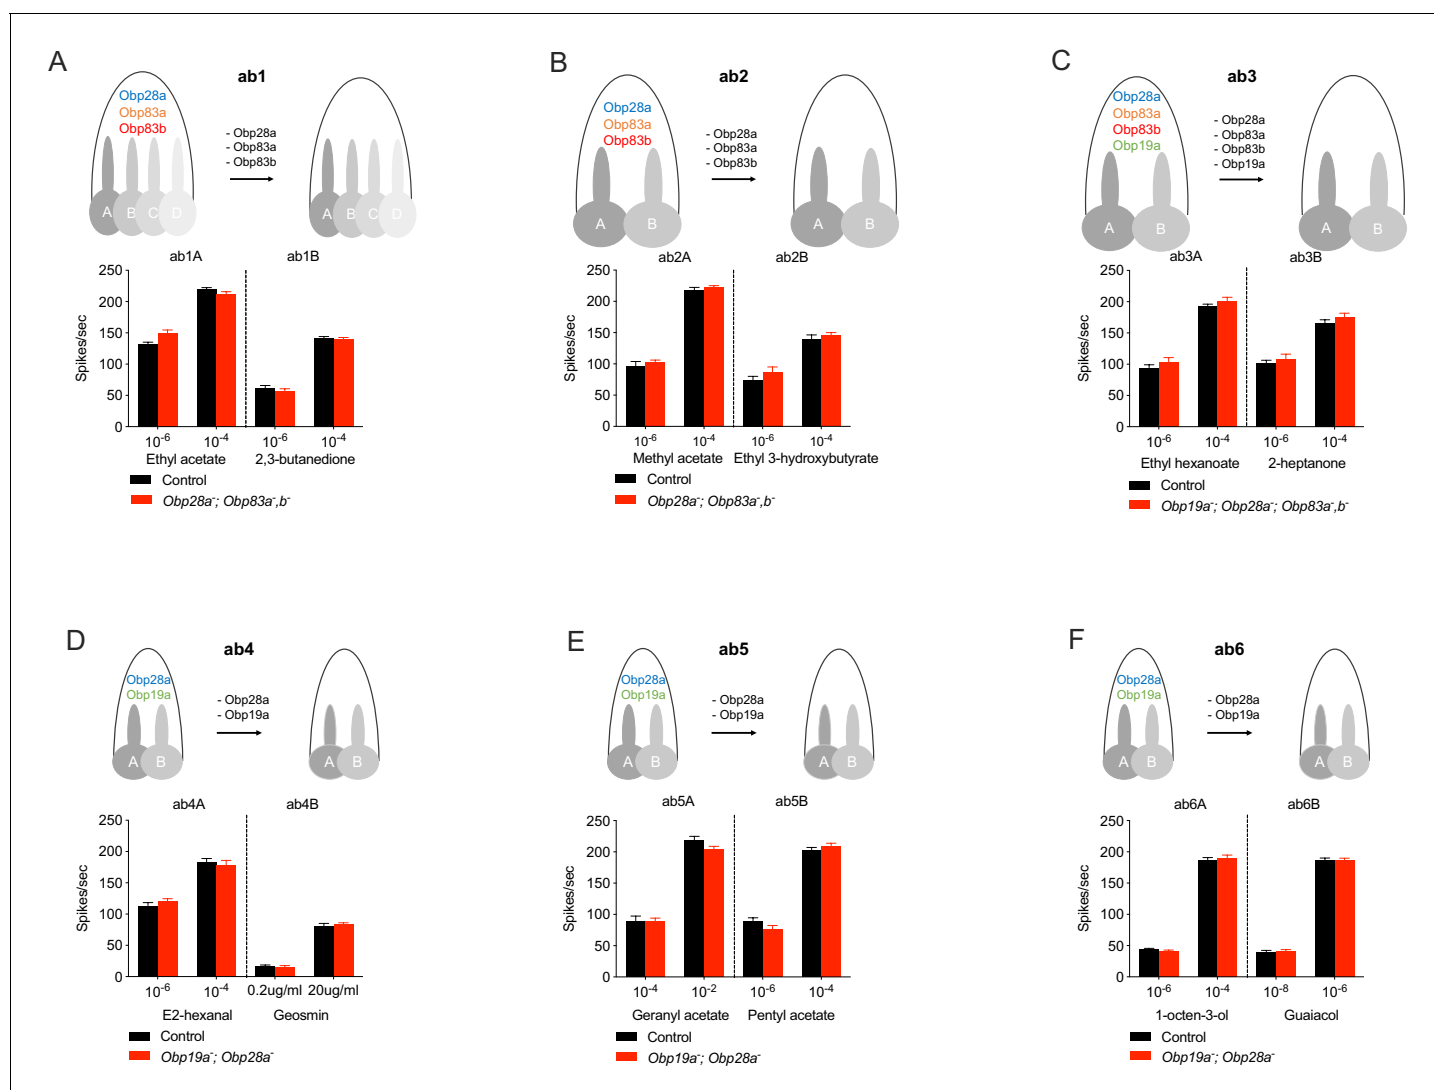 A
ab1
Obp28a
Obp83a
Obp83b
- Obp28a
- Obp83a
- Obp83b
A B C D
A B C D
ab1A ab1B
250
200
150
100
50
0
Spikes/sec
10⁻⁶ 10⁻⁴ 10⁻⁶ 10⁻⁴
Ethyl acetate 2,3-butanedione
Control
Obp28a⁻; Obp83a⁻,b⁻
B
ab2
Obp28a
Obp83a
Obp83b
- Obp28a
- Obp83a
- Obp83b
A B
A B
ab2A ab2B
250
200
150
100
50
0
Spikes/sec
10⁻⁶ 10⁻⁴ 10⁻⁶ 10⁻⁴
Methyl acetate Ethyl 3-hydroxybutyrate
Control
Obp28a⁻; Obp83a⁻,b⁻
C
ab3
Obp28a
Obp83a
Obp83b
Obp19a
- Obp28a
- Obp83a
- Obp83b
- Obp19a
A B
A B
ab3A ab3B
250
200
150
100
50
0
Spikes/sec
10⁻⁶ 10⁻⁴ 10⁻⁶ 10⁻⁴
Ethyl hexanoate 2-heptanone
Control
Obp19a⁻; Obp28a⁻; Obp83a⁻,b⁻
D
ab4
Obp28a
Obp19a
- Obp28a
- Obp19a
A B
A B
ab4A ab4B
250
200
150
100
50
0
Spikes/sec
10⁻⁶ 10⁻⁴ 0.2ug/ml 20ug/ml
E2-hexanal Geosmin
Control
Obp19a⁻; Obp28a⁻
E
ab5
Obp28a
Obp19a
- Obp28a
- Obp19a
A B
A B
ab5A ab5B
250
200
150
100
50
0
Spikes/sec
10⁻⁴ 10⁻² 10⁻⁶ 10⁻⁴
Geranyl acetate Pentyl acetate
Control
Obp19a⁻; Obp28a⁻
F
ab6
Obp28a
Obp19a
- Obp28a
- Obp19a
A B
A B
ab6A ab6B
250
200
150
100
50
0
Spikes/sec
10⁻⁶ 10⁻⁴ 10⁻⁸ 10⁻⁶
1-octen-3-ol Guaiacol
Control
Obp19a⁻; Obp28a⁻